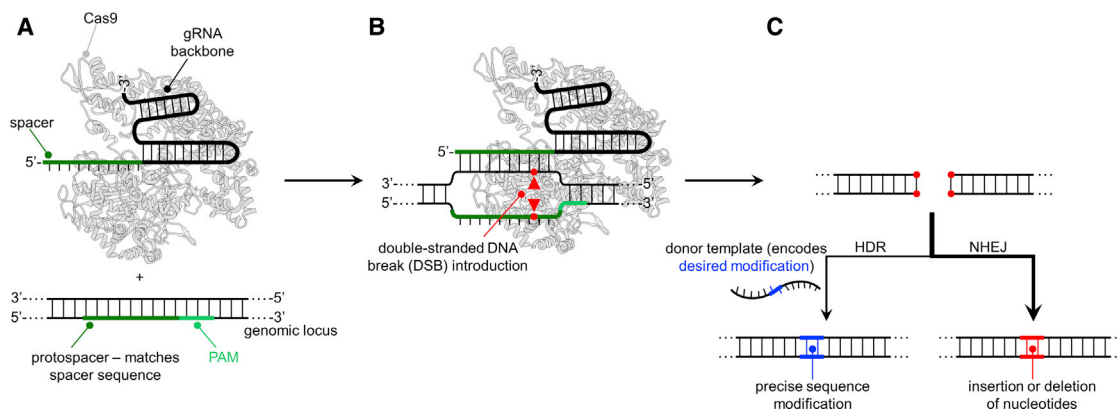 A
Cas9
gRNA
backbone
3'
spacer
5'-
+
3'
-5'
5'
-3'
genomic locus
protospacer – matches
spacer sequence
PAM
B
3'
5'-
3'
-5'
5'
-3'
double-stranded DNA
break (DSB) introduction
C
donor template (encodes
desired modification)
HDR
NHEJ
precise sequence
modification
insertion or deletion
of nucleotides